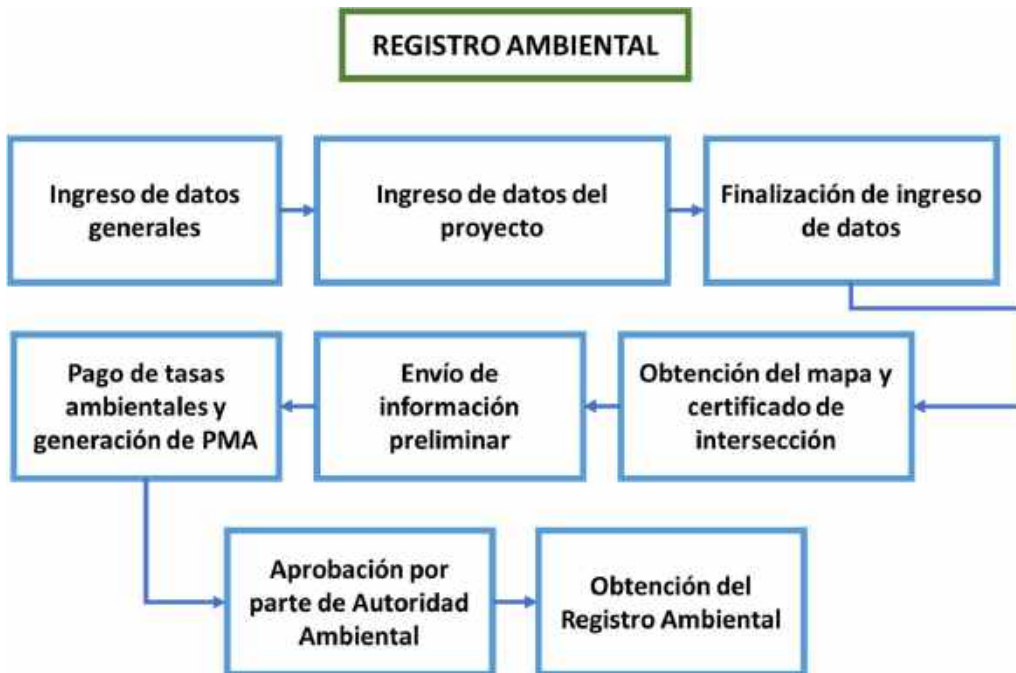 REGISTRO AMBIENTAL
Ingreso de datos
generales
Ingreso de datos del
proyecto
Finalización de ingreso
de datos
Obtención del mapa y
certificado de
intersección
Envío de
información
preliminar
Pago de tasas
ambientales y
generación de PMA
Aprobación por
parte de Autoridad
Ambiental
Obtención del
Registro Ambiental